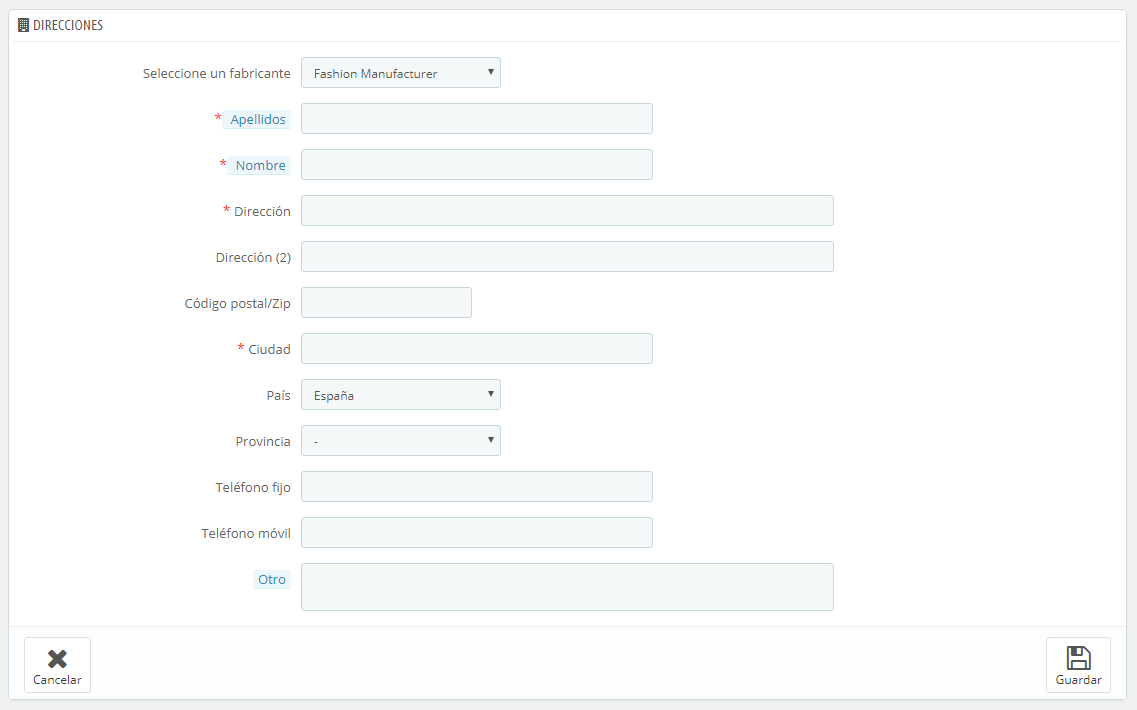 DIRECCIONES
Seleccione un fabricante Fashion Manufacturer
* Apellidos
* Nombre
* Dirección
Dirección (2)
Código postal/Zip
* Ciudad
País España
Provincia -
Teléfono fijo
Teléfono móvil
Otro
Cancelar Guardar